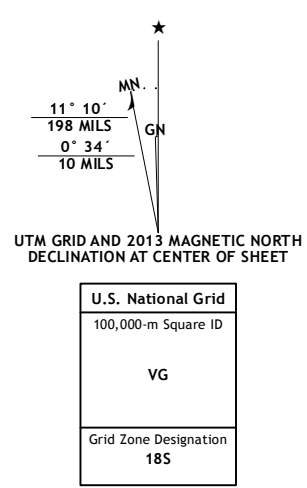 ★
MN
11° 10´
198 MILS
GN
0° 34´
10 MILS
UTM GRID AND 2013 MAGNETIC NORTH
DECLINATION AT CENTER OF SHEET
U.S. National Grid
100,000-m Square ID
VG
Grid Zone Designation
18S